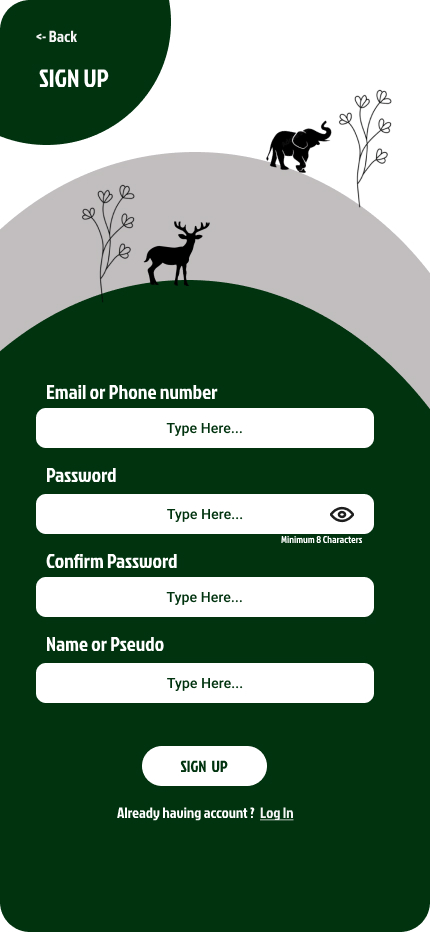 <- Back
SIGN UP
Email or Phone number
Type Here...
Password
Type Here...
Minimum 8 Characters
Confirm Password
Type Here...
Name or Pseudo
Type Here...
SIGN UP
Already having account ? Log In